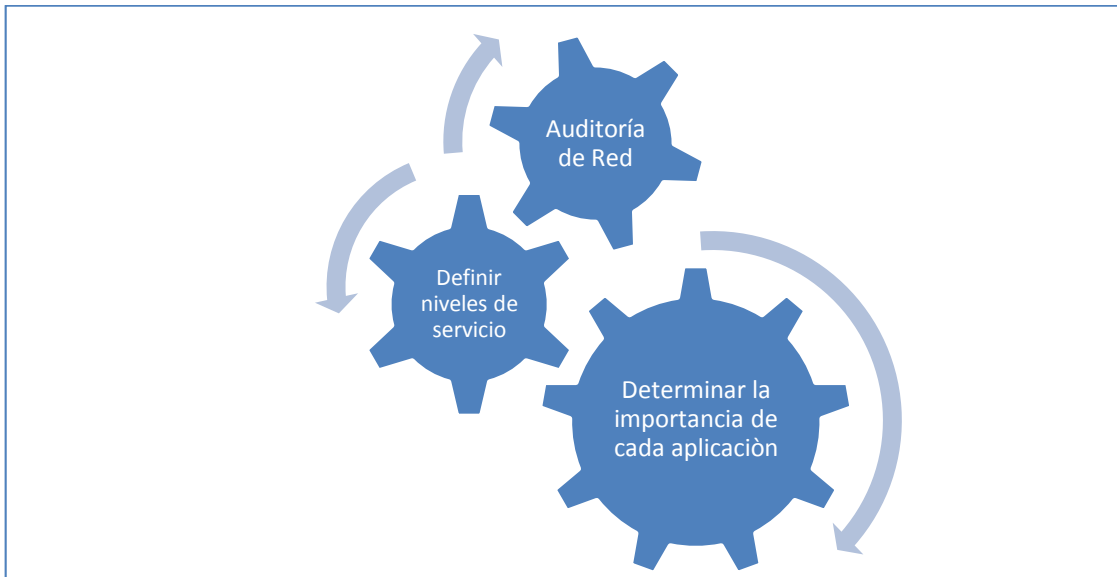 Auditoría
de Red
Definir
niveles de
servicio
Determinar la
importancia de
cada aplicaciòn